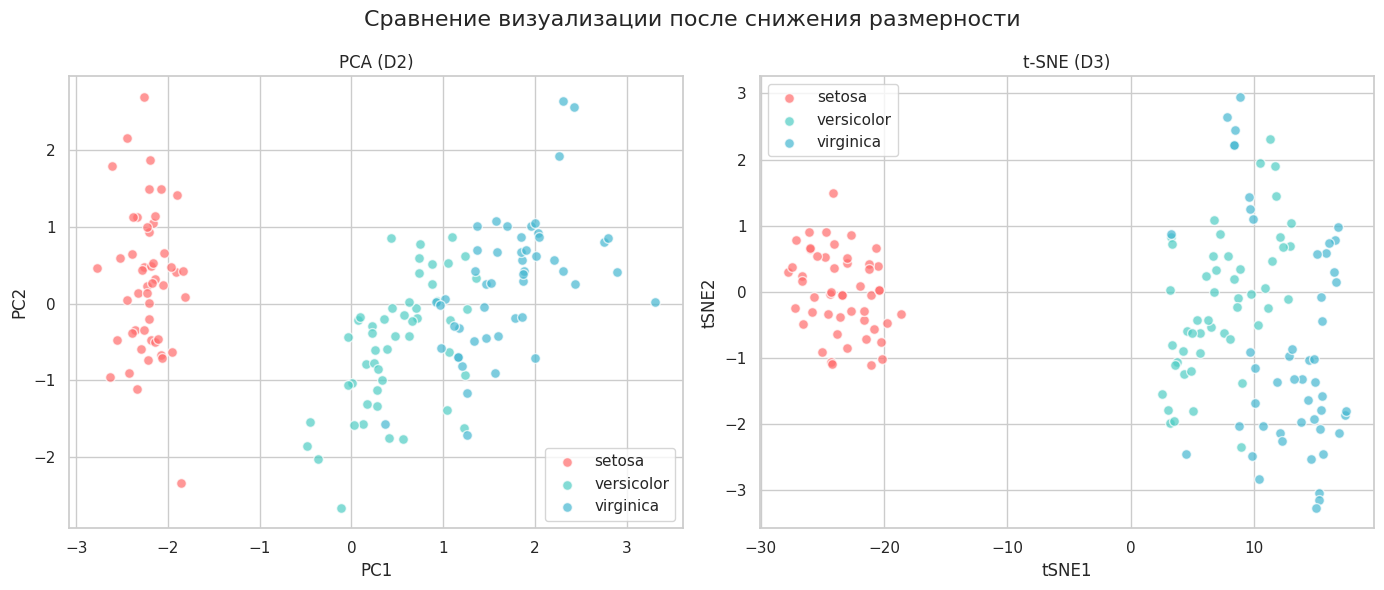 Сравнение визуализации после снижения размерности
PCA (D2)
PC2
2
1
0
−1
−2
−3
−2
−1
0
1
2
3
PC1
setosa
versicolor
virginica
t-SNE (D3)
tSNE2
3
2
1
0
−1
−2
−3
−30
−20
−10
0
10
tSNE1
setosa
versicolor
virginica